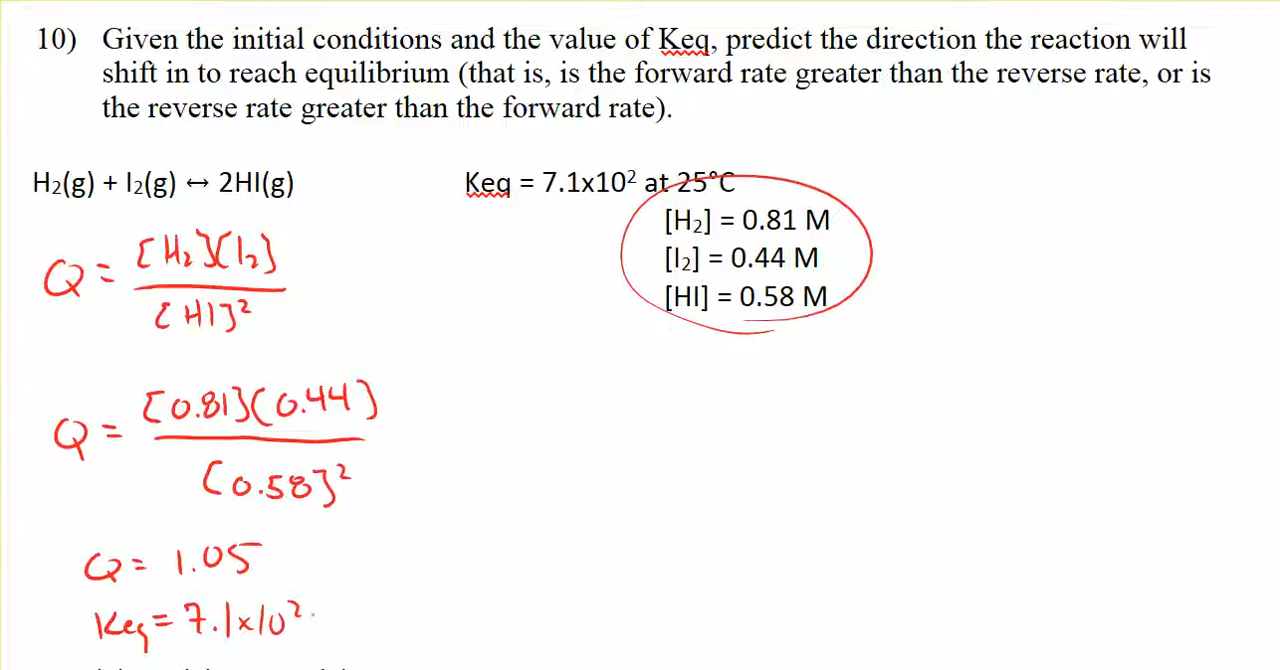 10) Given the initial conditions and the value of Keq, predict the direction the reaction will
shift in to reach equilibrium (that is, is the forward rate greater than the reverse rate, or is
the reverse rate greater than the forward rate).
H₂(g) + I₂(g) ↔ 2HI(g) Keq = 7.1x10² at 25°C
[H₂] = 0.81 M
[I₂] = 0.44 M
[HI] = 0.58 M
Q = [H₂][I₂]
[HI]²
Q = [0.81][0.44]
[0.58]²
Q = 1.05
Keq = 7.1x10²